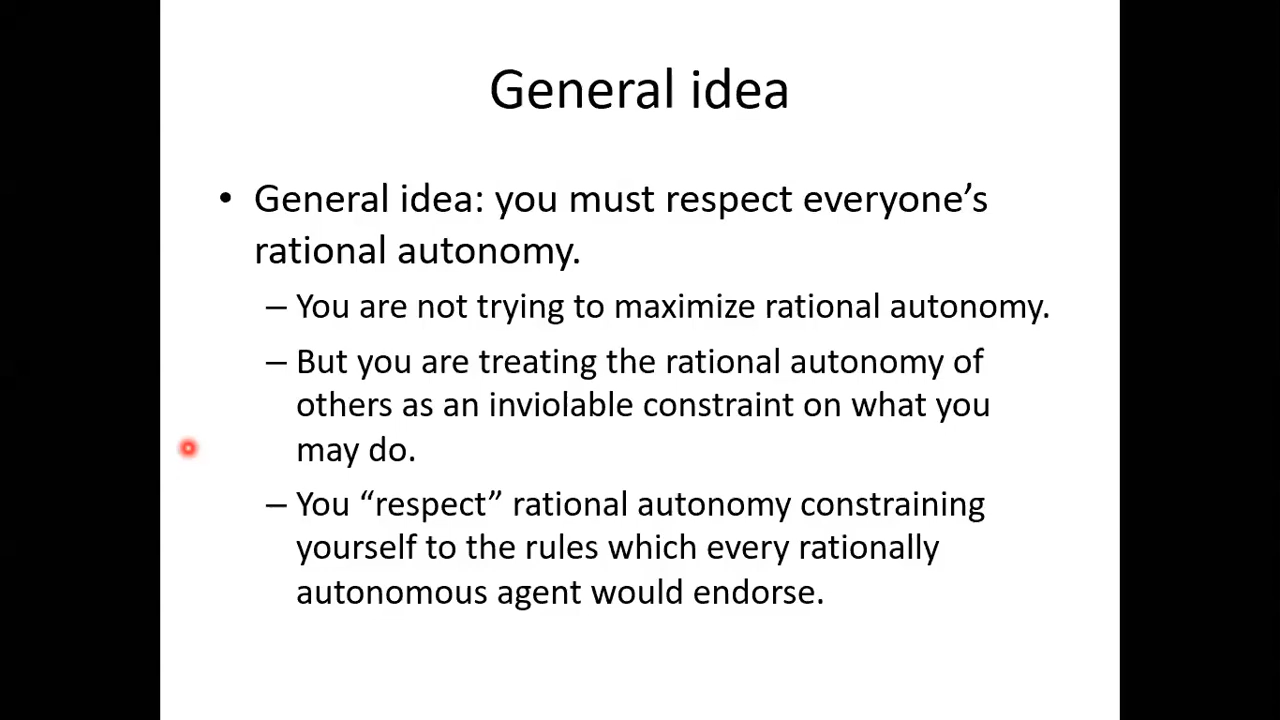 General idea
• General idea: you must respect everyone’s
rational autonomy.
– You are not trying to maximize rational autonomy.
– But you are treating the rational autonomy of
others as an inviolable constraint on what you
may do.
– You “respect” rational autonomy constraining
yourself to the rules which every rationally
autonomous agent would endorse.